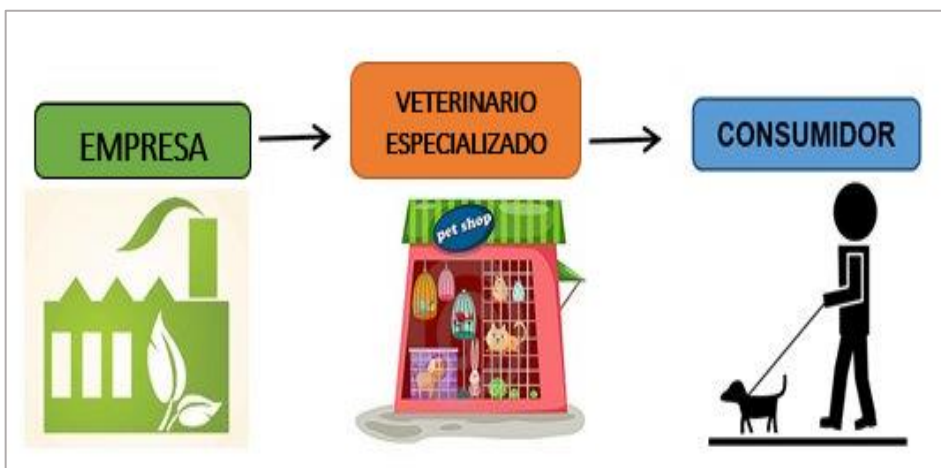 EMPRESA
VETERINARIO
ESPECIALIZADO
CONSUMIDOR
pet shop